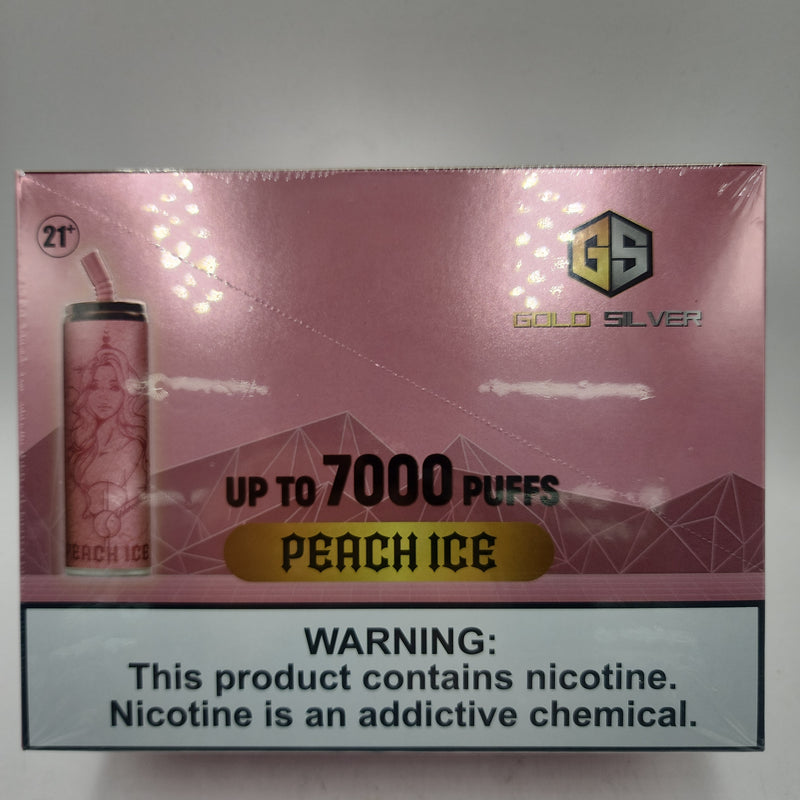 21+
GS
GOLD SILVER
UP TO 7000 PUFFS
PEACH ICE
PEACH ICE
WARNING:
This product contains nicotine.
Nicotine is an addictive chemical.